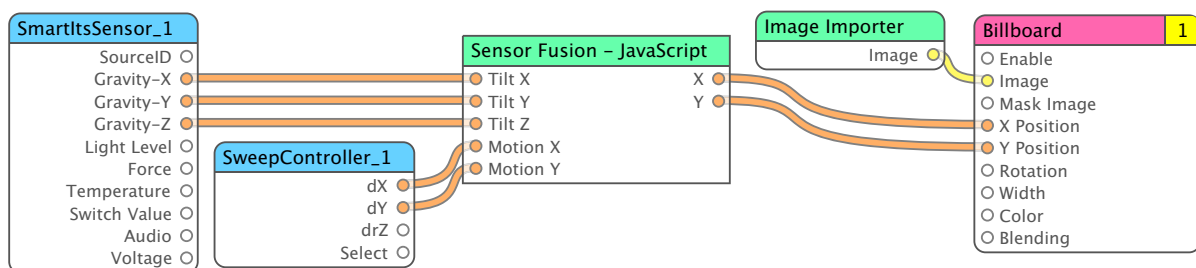 SmartItsSensor_1
SourceID
Gravity-X
Gravity-Y
Gravity-Z
Light Level
Force
Temperature
Switch Value
Audio
Voltage
SweepController_1
dX
dY
drZ
Select
Sensor Fusion - JavaScript
Tilt X
X
Tilt Y
Y
Tilt Z
Motion X
Motion Y
Image Importer
Image
Billboard 1
Enable
Image
Mask Image
X Position
Y Position
Rotation
Width
Color
Blending